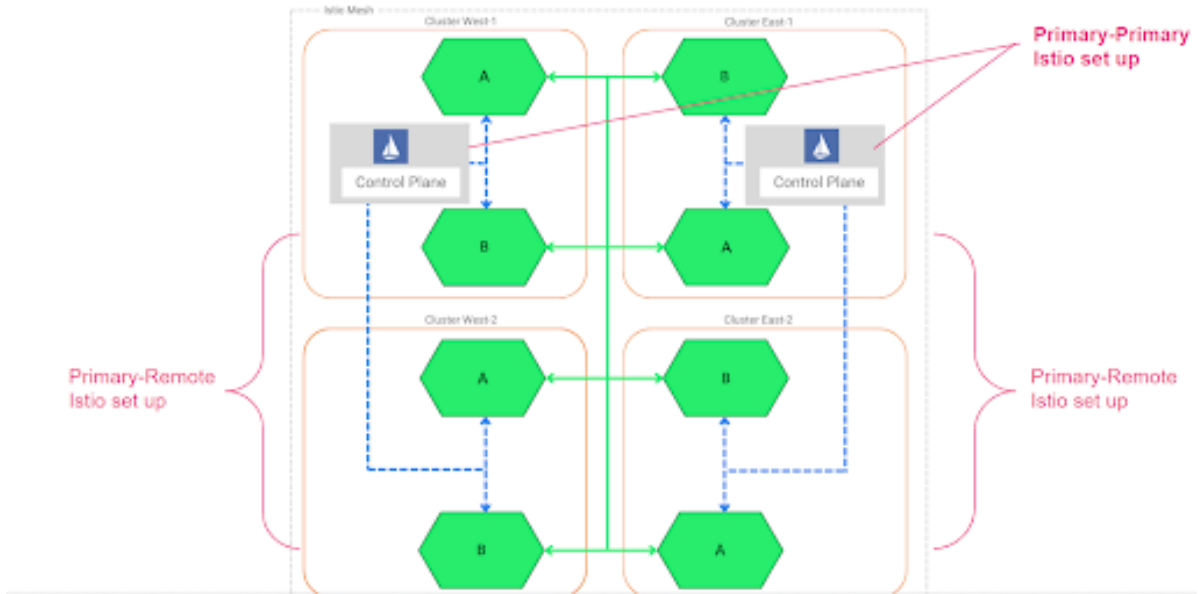 Istio Mesh
Cluster West-1
Cluster East-1
Primary-Primary
Istio set up
A
B
Control Plane
Control Plane
B
A
Cluster West-2
Cluster East-2
Primary-Remote
Istio set up
A
B
Primary-Remote
Istio set up
B
A